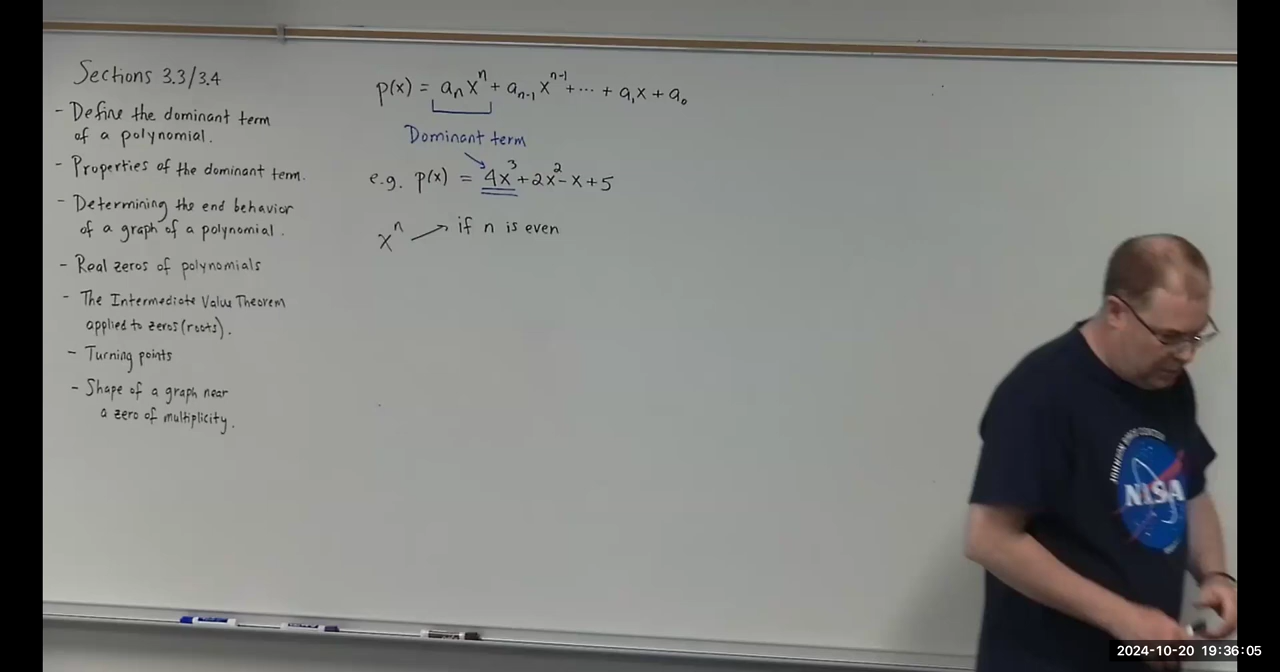 Sections 3.3/3.4
- Define the dominant term
of a polynomial.
- Properties of the dominant term.
- Determining the end behavior
of a graph of a polynomial.
- Real zeros of polynomials
- The Intermediate Value Theorem
applied to zeros (roots).
- Turning points
- Shape of a graph near
a zero of multiplicity.
p(x) = aₙxⁿ + aₙ₋₁xⁿ⁻¹ + ⋯ + a₁x + a₀
Dominant term
e.g. p(x) = 4x³ + 2x² - x + 5
xⁿ → if n is even
NASA
2024-10-20 19:36:05